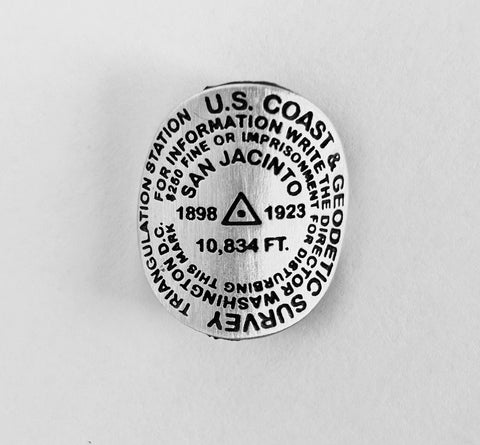 U.S. COAST & GEODETIC SURVEY
TRIANGULATION STATION
FOR INFORMATION WRITE THE DIRECTOR WASHINGTON D.C.
$250 FINE OR IMPRISONMENT FOR DISTURBING THIS MARK
SAN JACINTO
1898 1923
10,834 FT.